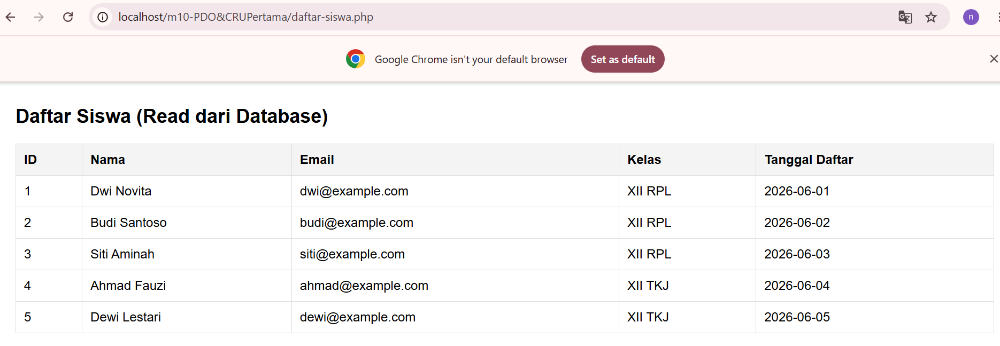 localhost/m10-PDO&CRUPertama/daftar-siswa.php
n
Google Chrome isn't your default browser Set as default
Daftar Siswa (Read dari Database)
ID Nama Email Kelas Tanggal Daftar
1 Dwi Novita dwi@example.com XII RPL 2026-06-01
2 Budi Santoso budi@example.com XII RPL 2026-06-02
3 Siti Aminah siti@example.com XII RPL 2026-06-03
4 Ahmad Fauzi ahmad@example.com XII TKJ 2026-06-04
5 Dewi Lestari dewi@example.com XII TKJ 2026-06-05